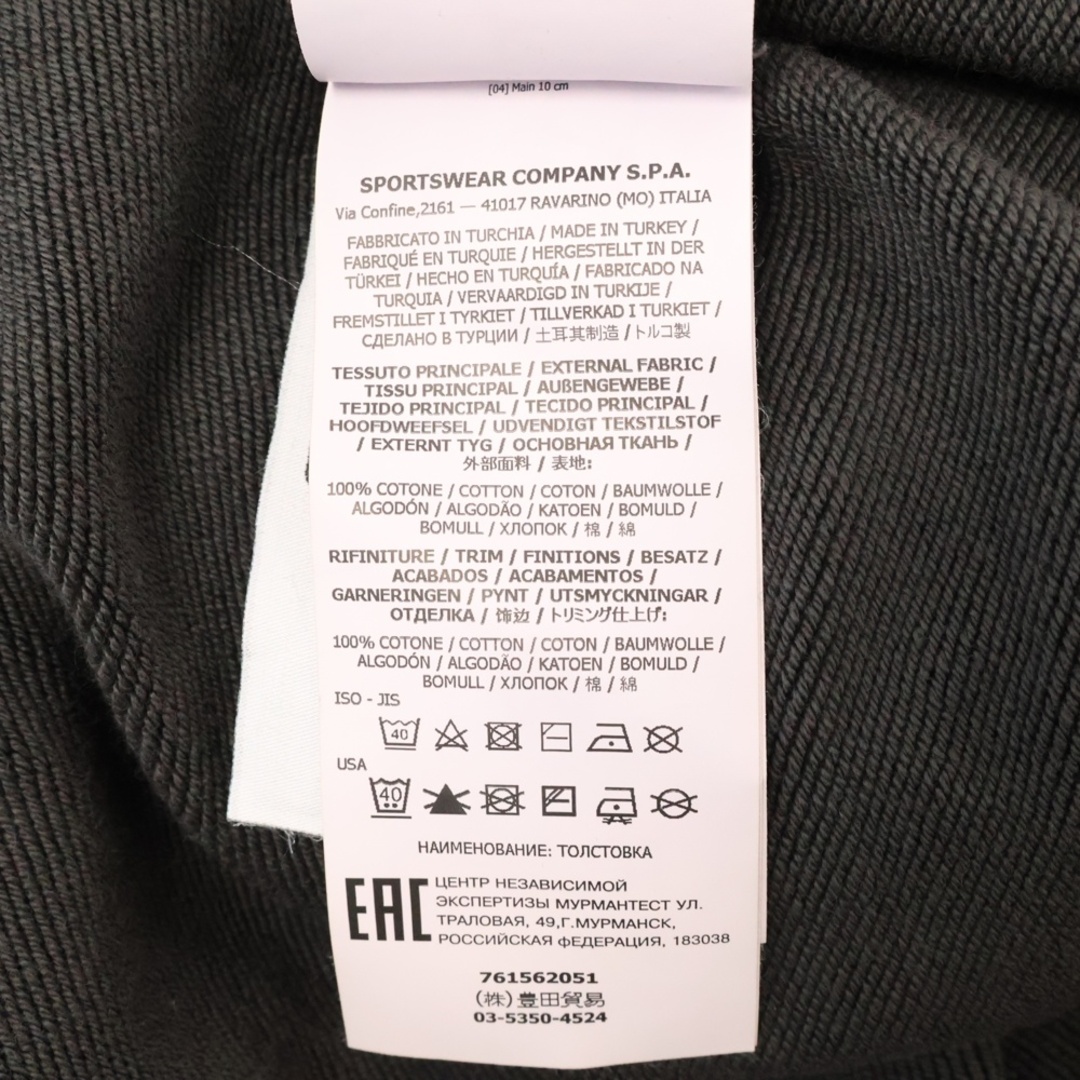 [04] Main 10 cm
SPORTSWEAR COMPANY S.P.A.
Via Confine,2161 — 41017 RAVARINO (MO) ITALIA
FABBRICATO IN TURCHIA / MADE IN TURKEY /
FABRIQUÉ EN TURQUIE / HERGESTELLT IN DER
TÜRKEI / HECHO EN TURQUÍA / FABRICADO NA
TURQUIA / VERVAARDIGD IN TURKIJE /
FREMSTILLET I TYRKIET / TILLVERKAD I TURKIET /
СДЕЛАНО В ТУРЦИИ / 土耳其制造 / トルコ製
TESSUTO PRINCIPALE / EXTERNAL FABRIC /
TISSU PRINCIPAL / AUßENGEWEBE /
TEJIDO PRINCIPAL / TECIDO PRINCIPAL /
HOOFDWEEFSEL / UDVENDIGT TEKSTILSTOF
/ EXTERNT TYG / ОСНОВНАЯ ТКАНЬ /
外部面料 / 表地:
100% COTONE / COTTON / COTON / BAUMWOLLE /
ALGODÓN / ALGODÃO / KATOEN / BOMULD /
BOMULL / ХЛОПОК / 棉 / 綿
RIFINITURE / TRIM / FINITIONS / BESATZ /
ACABADOS / ACABAMENTOS /
GARNERINGEN / PYNT / UTSMYCKNINGAR /
ОТДЕЛКА / 饰边 / トリミング仕上げ:
100% COTONE / COTTON / COTON / BAUMWOLLE /
ALGODÓN / ALGODÃO / KATOEN / BOMULD /
BOMULL / ХЛОПОК / 棉 / 綿
ISO - JIS
40
USA
40
НАИМЕНОВАНИЕ: ТОЛСТОВКА
EAC
ЦЕНТР НЕЗАВИСИМОЙ
ЭКСПЕРТИЗЫ МУРМАНТЕСТ УЛ.
ТРАЛОВАЯ, 49,Г.МУРМАНСК,
РОССИЙСКАЯ ФЕДЕРАЦИЯ, 183038
761562051
(株)豊田貿易
03-5350-4524